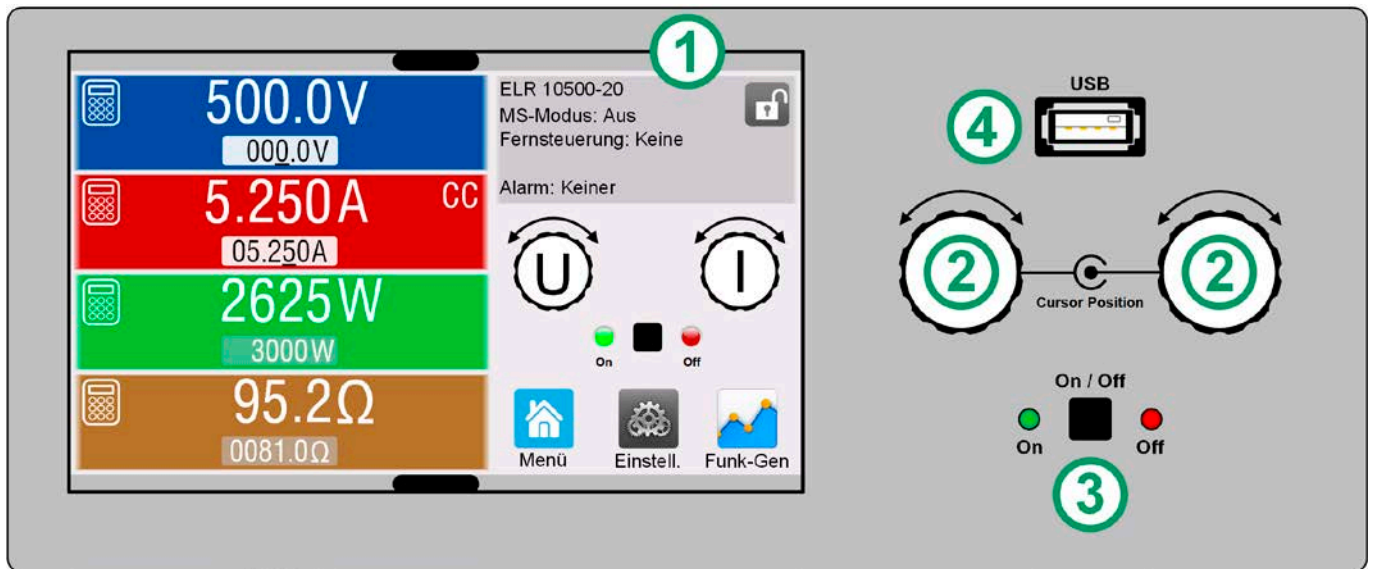 1
500.0V
000.0V
5.250A CC
05.250A
2625W
3000W
95.2Ω
0081.0Ω
ELR 10500-20
MS-Modus: Aus
Fernsteuerung: Keine
Alarm: Keiner
U I
On Off
Menü Einstell. Funk-Gen
USB
4
2 2
Cursor Position
On / Off
On Off
3